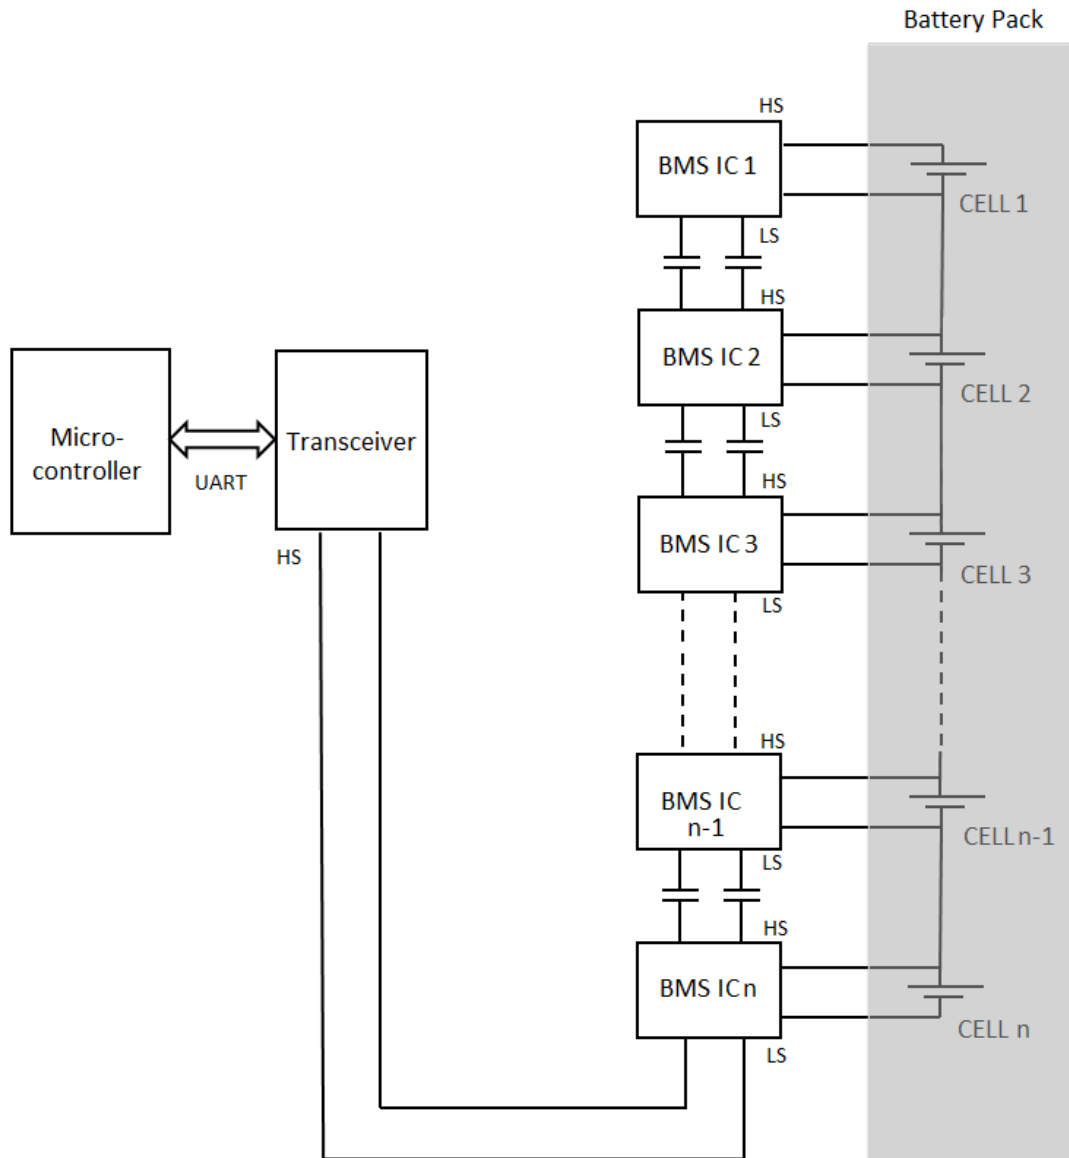 Battery Pack
HS
BMS IC 1
CELL 1
LS
HS
BMS IC 2
CELL 2
LS
HS
BMS IC 3
CELL 3
LS
Micro-
controller
UART
Transceiver
HS
HS
BMS IC
n-1
CELL n-1
LS
HS
BMS IC n
CELL n
LS